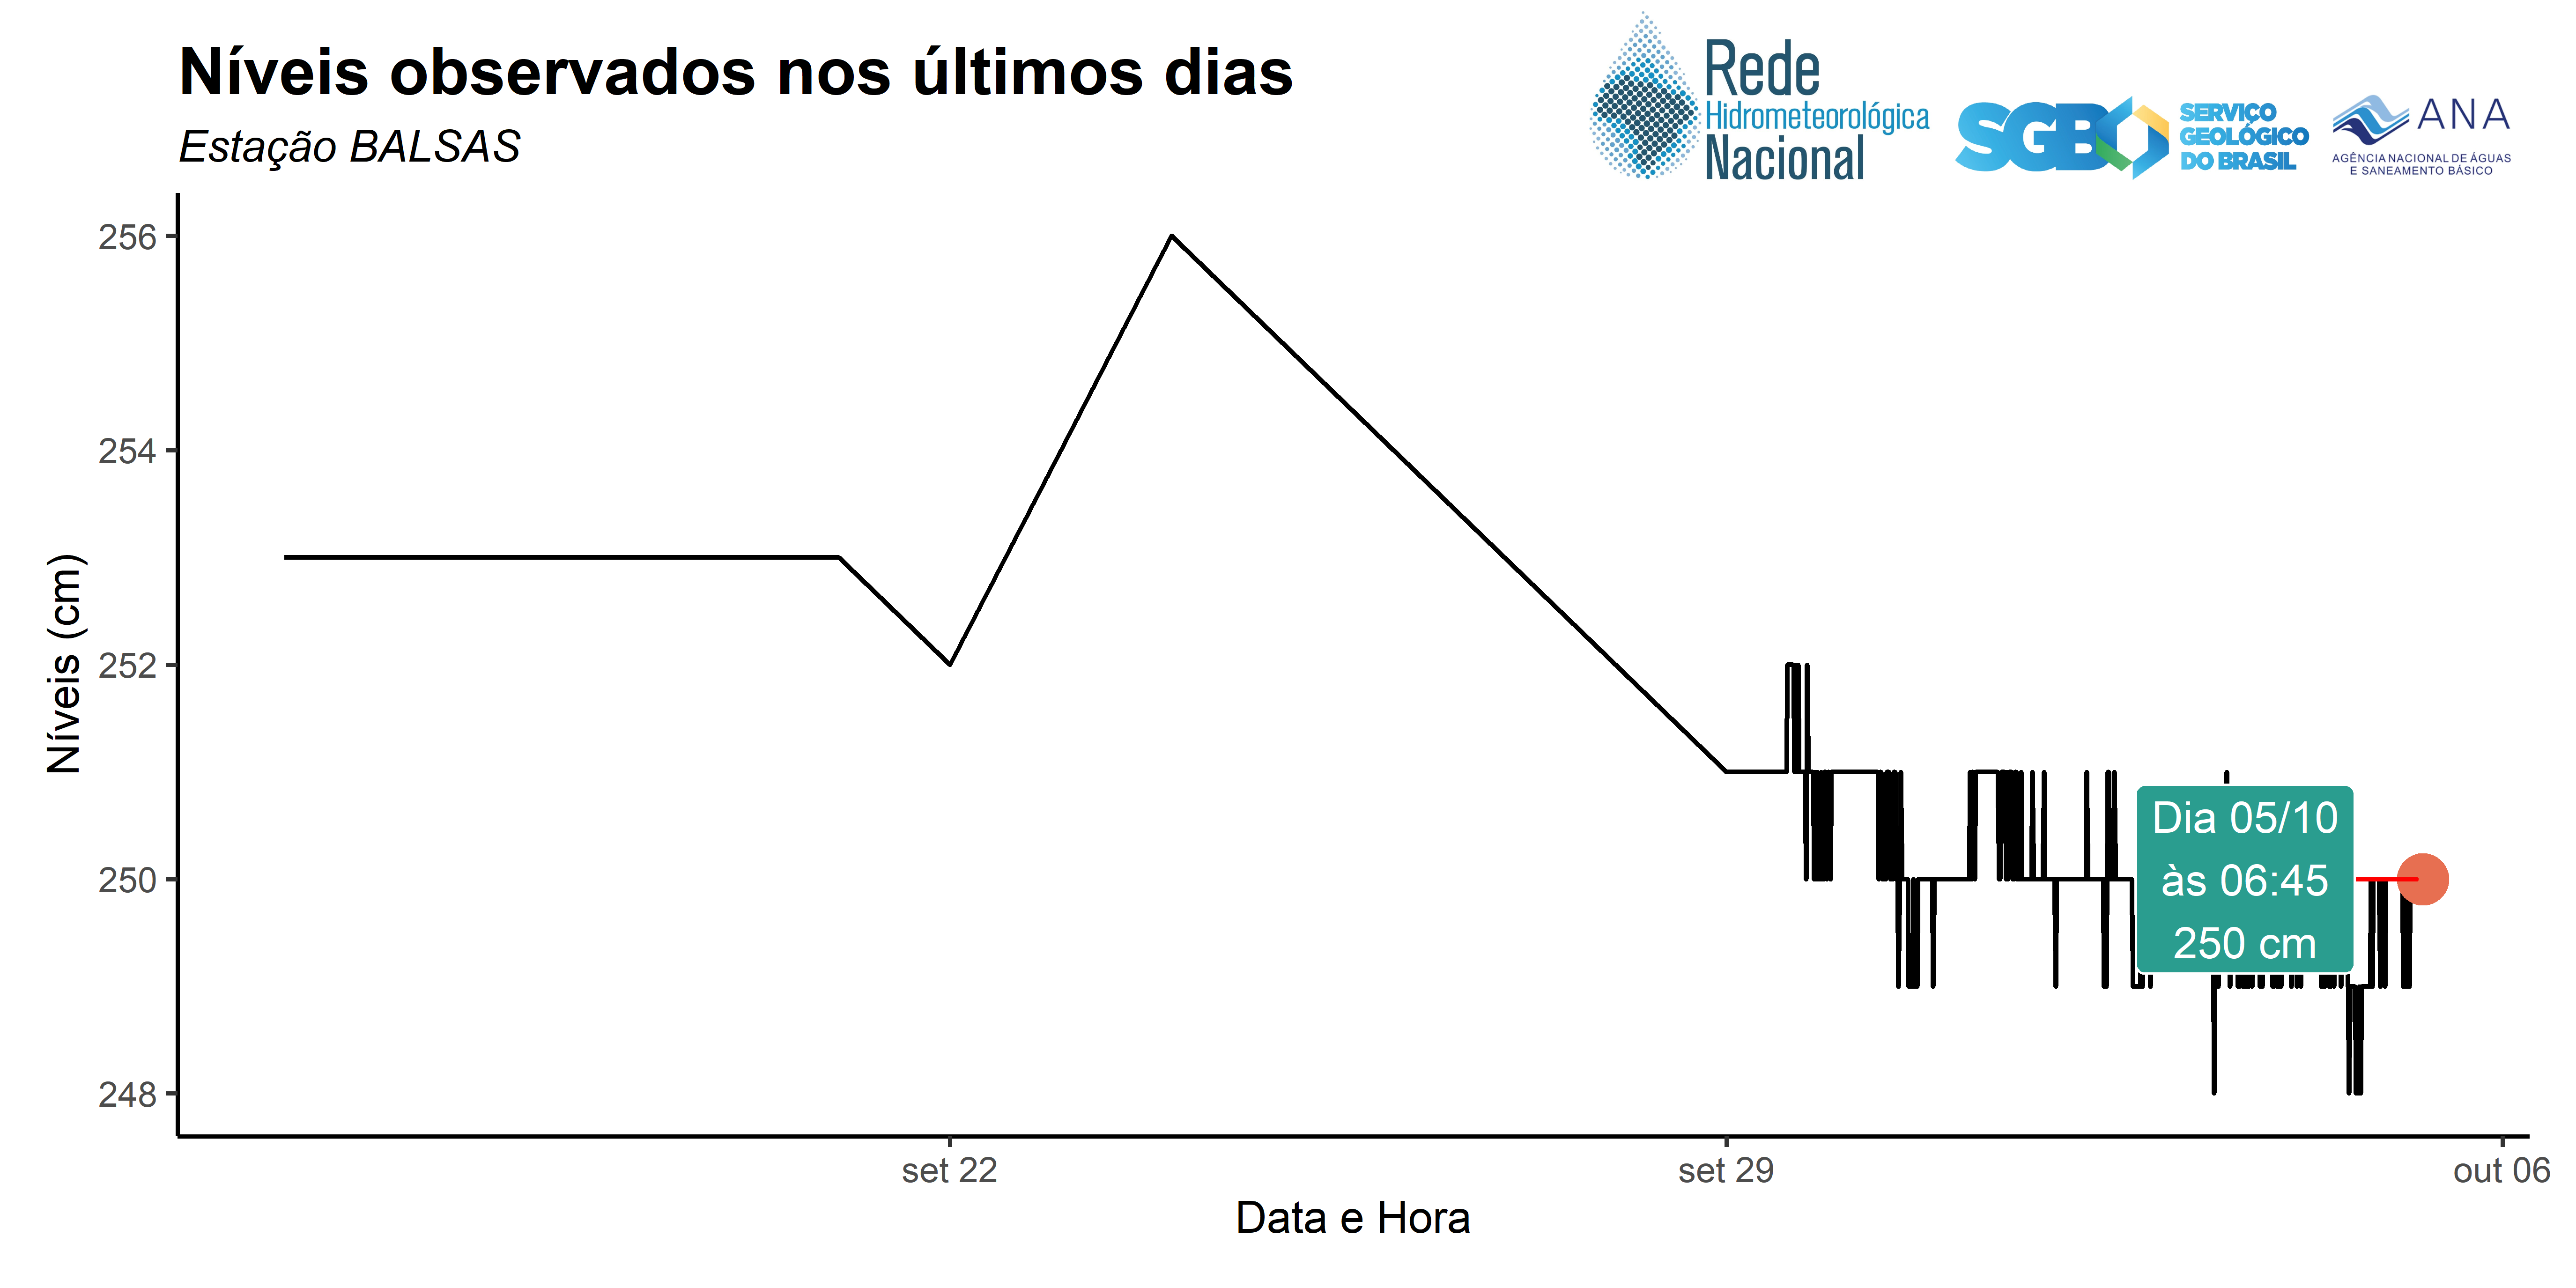 Níveis observados nos últimos dias
Estação BALSAS
Rede
Hidrometeorológica
Nacional
SGB
SERVIÇO
GEOLÓGICO
DO BRASIL
ANA
AGÊNCIA NACIONAL DE ÁGUAS
E SANEAMENTO BÁSICO
Níveis (cm)
256
254
252
250
248
Dia 05/10
às 06:45
250 cm
set 22
set 29
out 06
Data e Hora